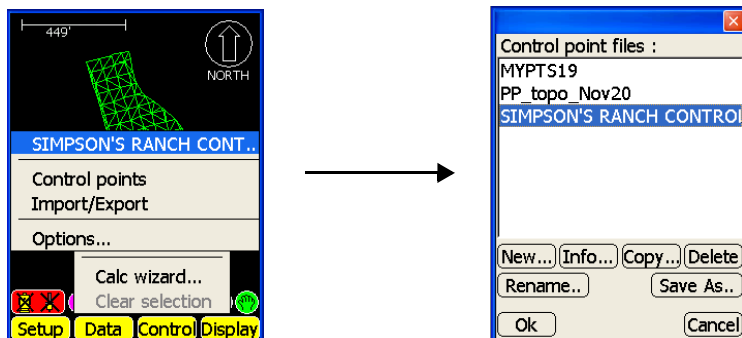 449'
NORTH
SIMPSON'S RANCH CONT..
Control points
Import/Export
Options...
Calc wizard...
Clear selection
Setup Data Control Display
Control point files :
MYPTS19
PP_topo_Nov20
SIMPSON'S RANCH CONTROL
New... Info... Copy... Delete
Rename.. Save As..
Ok Cancel